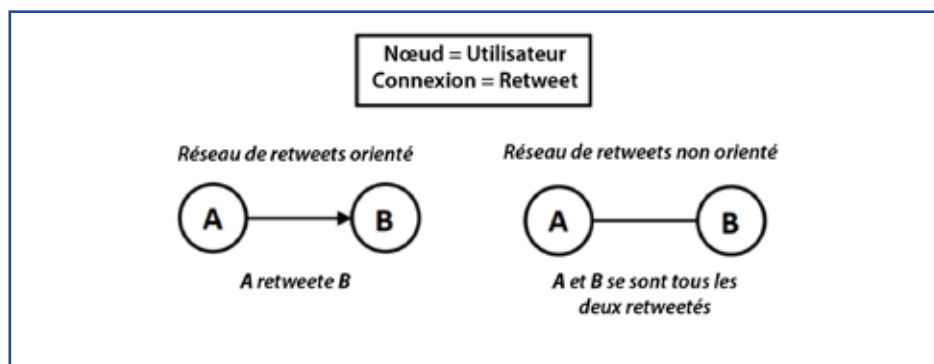 Nœud = Utilisateur
Connexion = Retweet
Réseau de retweets orienté
A
B
A retweete B
Réseau de retweets non orienté
A
B
A et B se sont tous les
deux retweetés